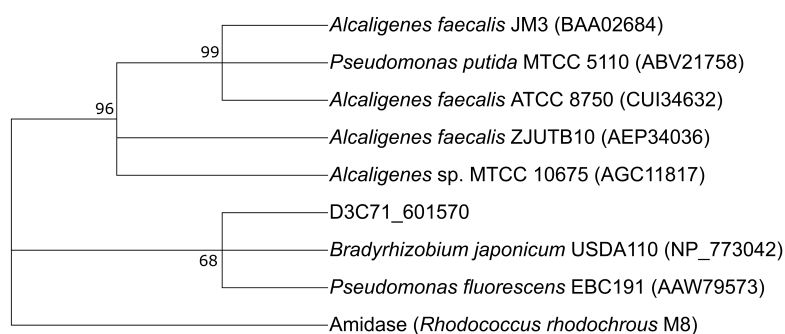 Alcaligenes faecalis JM3 (BAA02684)
99
Pseudomonas putida MTCC 5110 (ABV21758)
Alcaligenes faecalis ATCC 8750 (CUI34632)
96
Alcaligenes faecalis ZJUTB10 (AEP34036)
Alcaligenes sp. MTCC 10675 (AGC11817)
D3C71_601570
Bradyrhizobium japonicum USDA110 (NP_773042)
68
Pseudomonas fluorescens EBC191 (AAW79573)
Amidase (Rhodococcus rhodochrous M8)